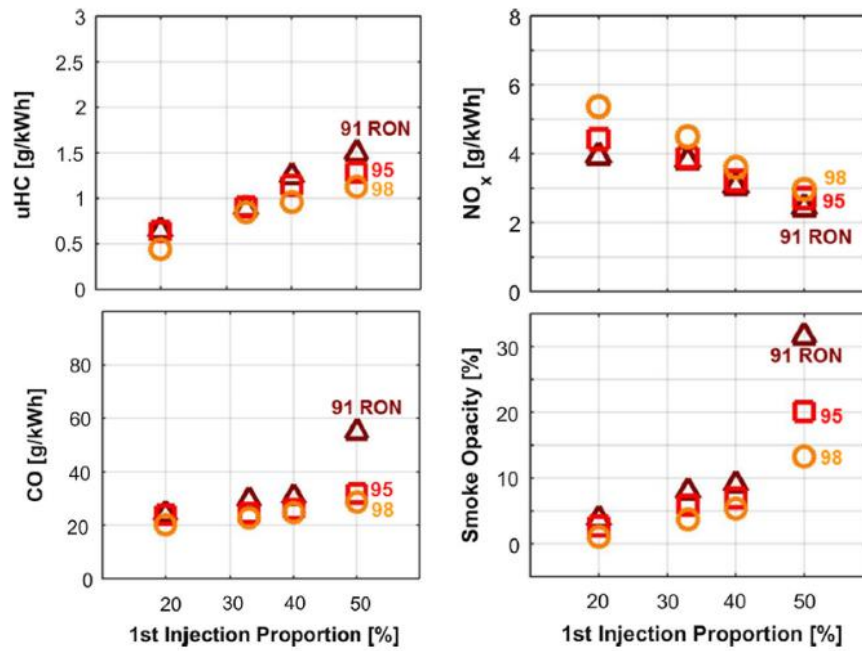 3
2.5
2
1.5
1
0.5
0
uHC [g/kWh]
91 RON
95
98
8
6
4
2
0
NOx [g/kWh]
98
95
91 RON
80
60
40
20
0
CO [g/kWh]
91 RON
95
98
20 30 40 50
1st Injection Proportion [%]
30
20
10
0
Smoke Opacity [%]
91 RON
95
98
20 30 40 50
1st Injection Proportion [%]